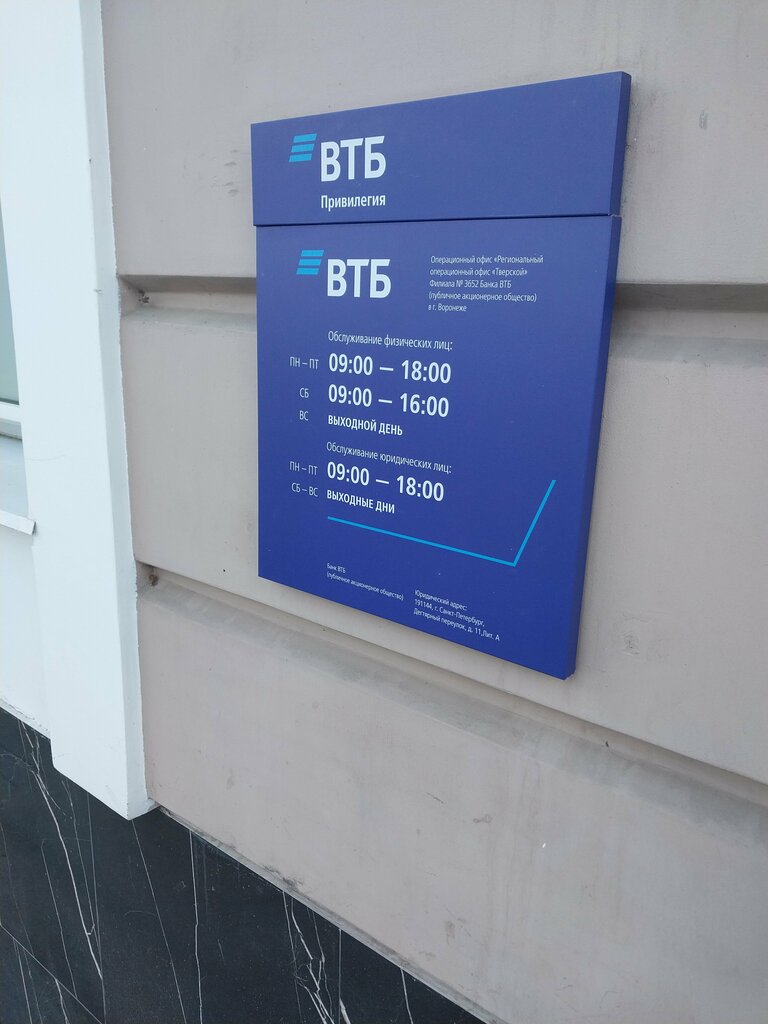 ВТБ
Привилегия
ВТБ
Операционный офис «Региональный
операционный офис «Тверской»
Филиала № 3652 Банка ВТБ
(публичное акционерное общество)
в г. Воронеже
Обслуживание физических лиц:
ПН – ПТ 09:00 – 18:00
СБ 09:00 – 16:00
ВС ВЫХОДНОЙ ДЕНЬ
Обслуживание юридических лиц:
ПН – ПТ 09:00 – 18:00
СБ – ВС ВЫХОДНЫЕ ДНИ
Банк ВТБ
(публичное акционерное общество)
Юридический адрес:
191144, г. Санкт-Петербург,
Дегтярный переулок, д. 11,Лит. А